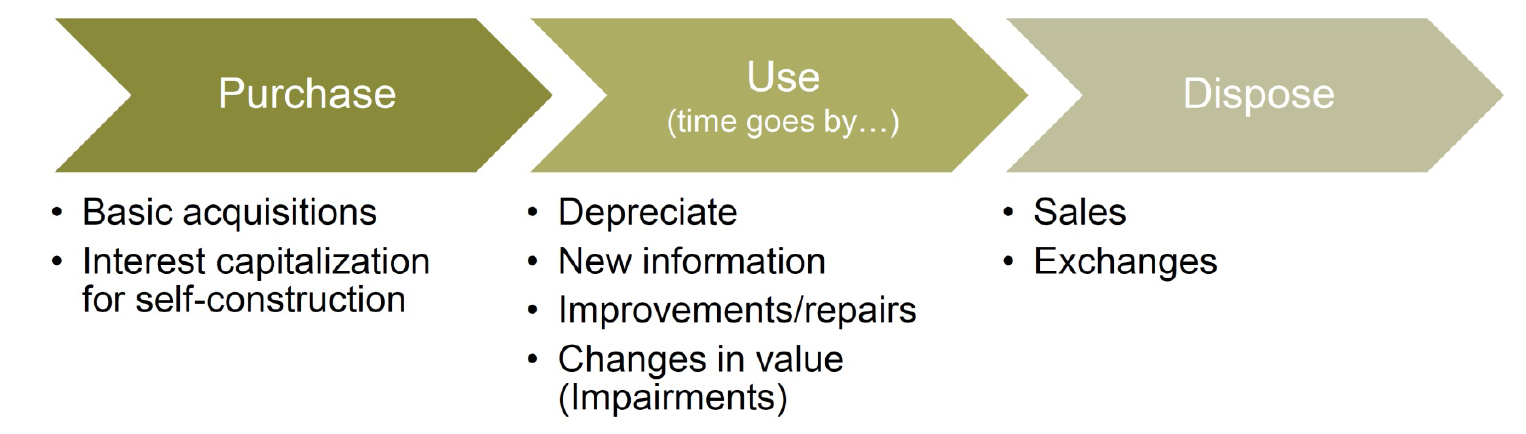 Purchase
Use
(time goes by…)
Dispose
• Basic acquisitions
• Interest capitalization
for self-construction
• Depreciate
• New information
• Improvements/repairs
• Changes in value
(Impairments)
• Sales
• Exchanges